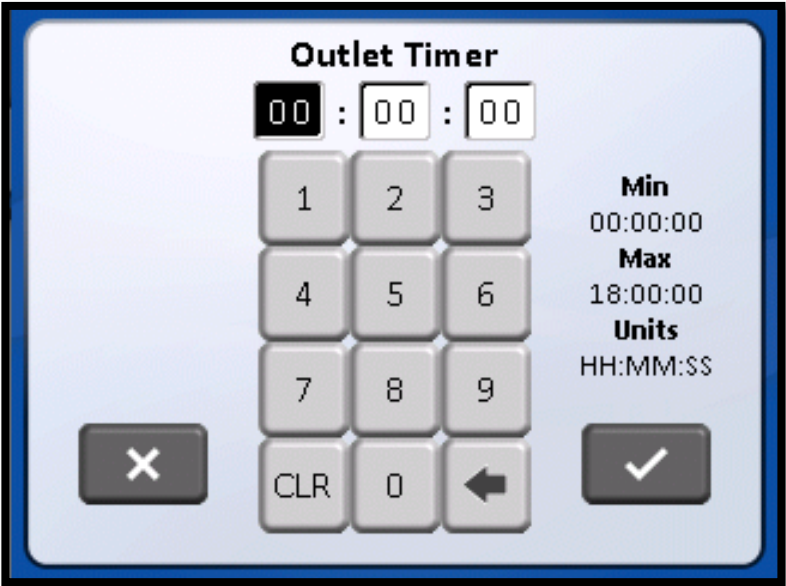 Outlet Timer
00 : 00 : 00
1 2 3
4 5 6
7 8 9
CLR 0
Min
00:00:00
Max
18:00:00
Units
HH:MM:SS